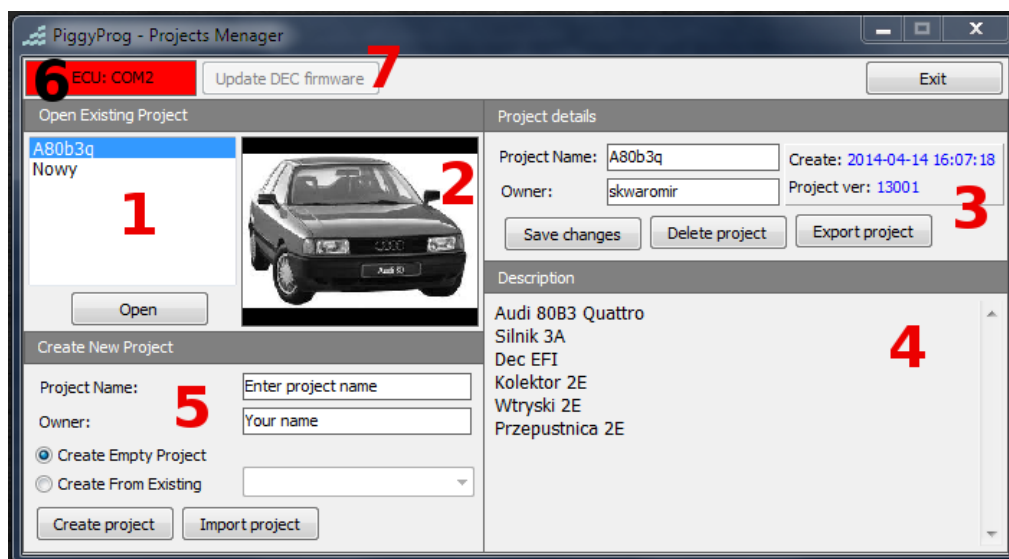 PiggyProg - Projects Menager
6 ECU: COM2 Update DEC firmware 7 Exit
Open Existing Project
A80b3q
Nowy
1
2
Audi 80
Open
Project details
Project Name: A80b3q
Owner: skwaromir
Create: 2014-04-14 16:07:18
Project ver: 13001
3
Save changes Delete project Export project
Create New Project
Project Name: Enter project name
Owner: Your name
5
Create Empty Project
Create From Existing
Create project Import project
Description
Audi 80B3 Quattro
Silnik 3A
Dec EFI
Kolektor 2E
Wtryski 2E
Przepustnica 2E
4